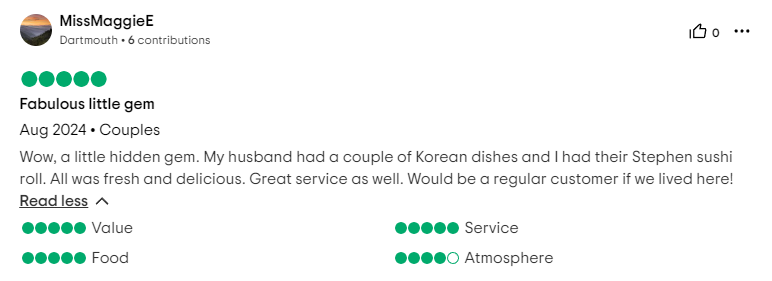 MissMaggieE
Dartmouth • 6 contributions
0
Fabulous little gem
Aug 2024 • Couples
Wow, a little hidden gem. My husband had a couple of Korean dishes and I had their Stephen sushi
roll. All was fresh and delicious. Great service as well. Would be a regular customer if we lived here!
Read less
Value
Service
Food
Atmosphere